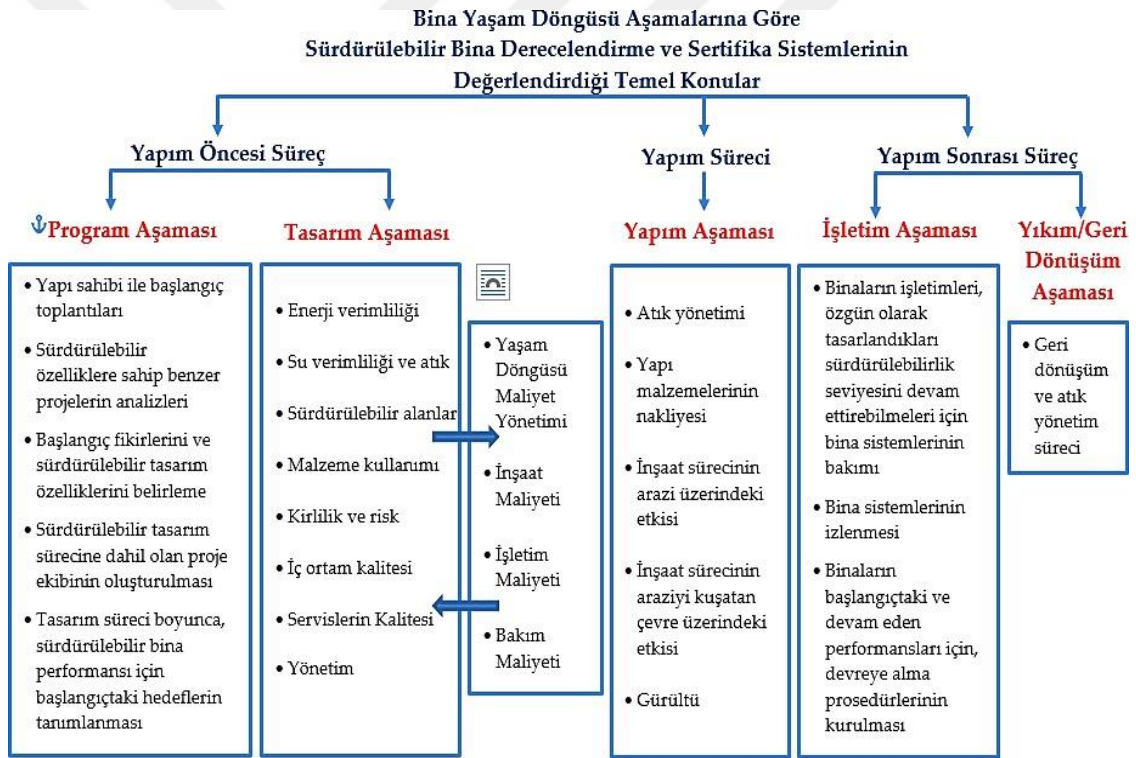 Bina Yaşam Döngüsü Aşamalarına Göre
Sürdürülebilir Bina Derecelendirme ve Sertifika Sistemlerinin
Değerlendirdiği Temel Konular
Yapım Öncesi Süreç
Yapım Süreci
Yapım Sonrası Süreç
Program Aşaması
Tasarım Aşaması
Yapım Aşaması
İşletim Aşaması
Yıkım/Geri
Dönüşüm
Aşaması
• Yapı sahibi ile başlangıç
toplantıları
• Sürdürülebilir
özelliklere sahip benzer
projelerin analizleri
• Başlangıç fikirlerini ve
sürdürülebilir tasarım
özelliklerini belirleme
• Sürdürülebilir tasarım
sürecine dahil olan proje
ekibinin oluşturulması
• Tasarım süreci boyunca,
sürdürülebilir bina
performansı için
başlangıçtaki hedeflerin
tanımlanması
• Enerji verimliliği
• Su verimliliği ve atık
• Sürdürülebilir alanlar
• Malzeme kullanımı
• Kirlilik ve risk
• İç ortam kalitesi
• Servislerin Kalitesi
• Yönetim
• Yaşam
Döngüsü
Maliyet
Yönetimi
• İnşaat
Maliyeti
• İşletim
Maliyeti
• Bakım
Maliyeti
• Atık yönetimi
• Yapı
malzemelerinin
nakliyesi
• İnşaat sürecinin
arazi üzerindeki
etkisi
• İnşaat sürecinin
araziyi kuşatan
çevre üzerindeki
etkisi
• Gürültü
• Binaların işletimleri,
özgün olarak
tasarlandıkları
sürdürülebilirlik
seviyesini devam
ettirebilmeleri için
bina sistemlerinin
bakımı
• Bina sistemlerinin
izlenmesi
• Binaların
başlangıçtaki ve
devam eden
performansları için,
devreye alma
prosedürlerinin
kurulması
• Geri
dönüşüm
ve atık
yönetim
süreci